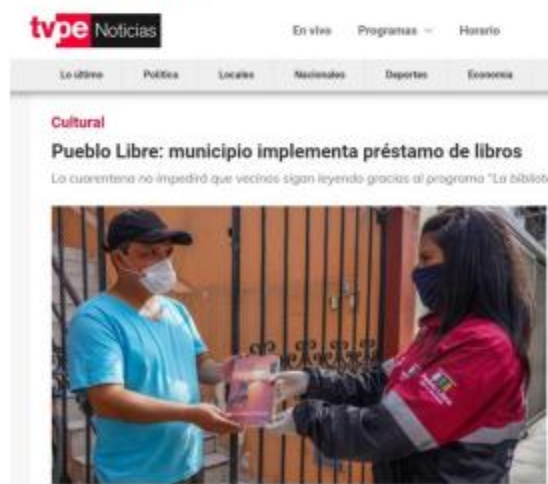 tvpe Noticias
En vivo Programas Horario
Lo último Política Locales Nacionales Deportes Economía
Cultural
Pueblo Libre: municipio implementa préstamo de libros
La cuarentena no impedirá que vecinos sigan leyendo gracias al programa "La bibliote